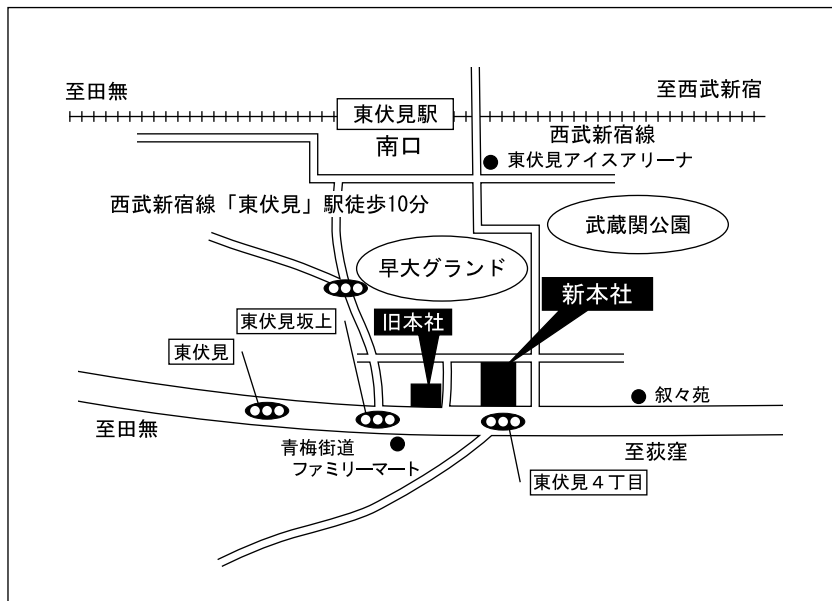 至田無
至西武新宿
東伏見駅
南口
西武新宿線
東伏見アイスアリーナ
西武新宿線「東伏見」駅徒歩10分
武蔵関公園
早大グランド
新本社
東伏見坂上
旧本社
東伏見
叙々苑
至田無
青梅街道
ファミリーマート
至荻窪
東伏見4丁目